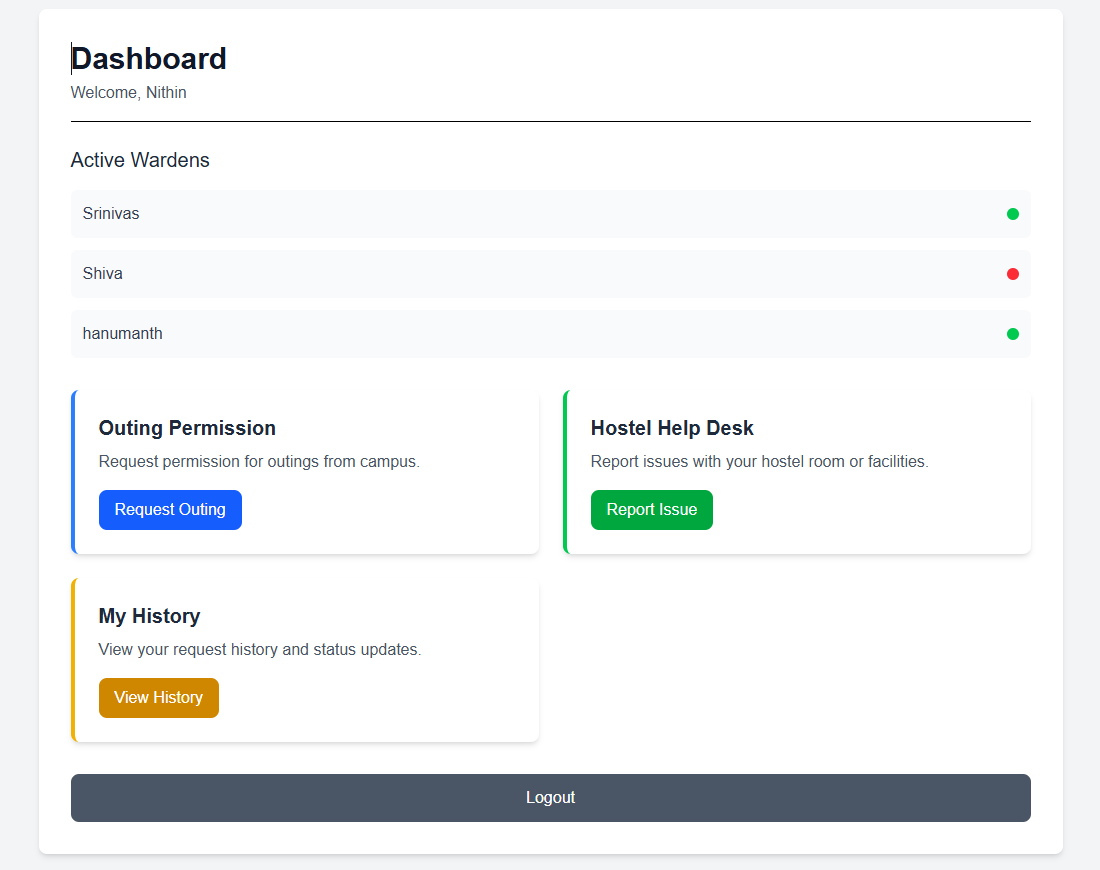 Dashboard
Welcome, Nithin
Active Wardens
Srinivas
Shiva
hanumanth
Outing Permission
Request permission for outings from campus.
Request Outing
Hostel Help Desk
Report issues with your hostel room or facilities.
Report Issue
My History
View your request history and status updates.
View History
Logout